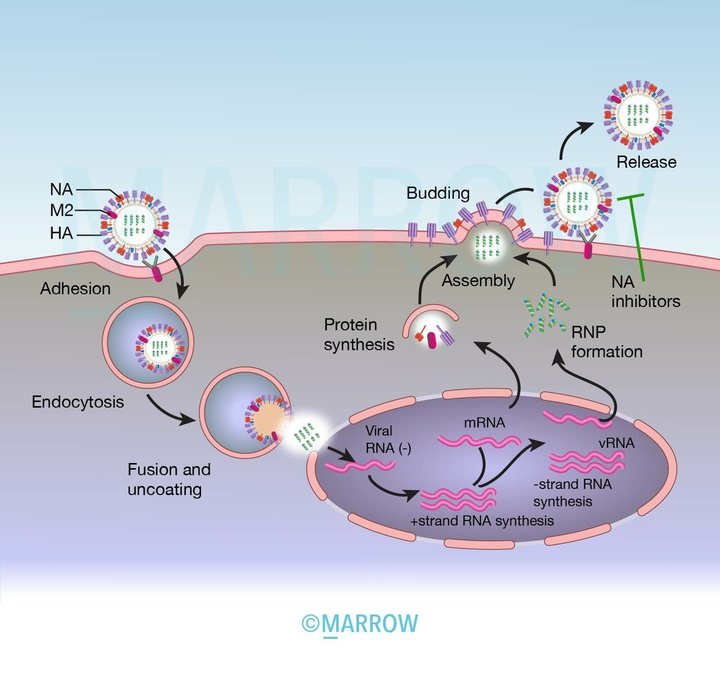 NA
M2
HA
Adhesion
Endocytosis
Fusion and
uncoating
Viral
RNA (-)
+strand RNA synthesis
mRNA
vRNA
-strand RNA
synthesis
Protein
synthesis
RNP
formation
Assembly
Budding
Release
NA
inhibitors
MARROW
©MARROW